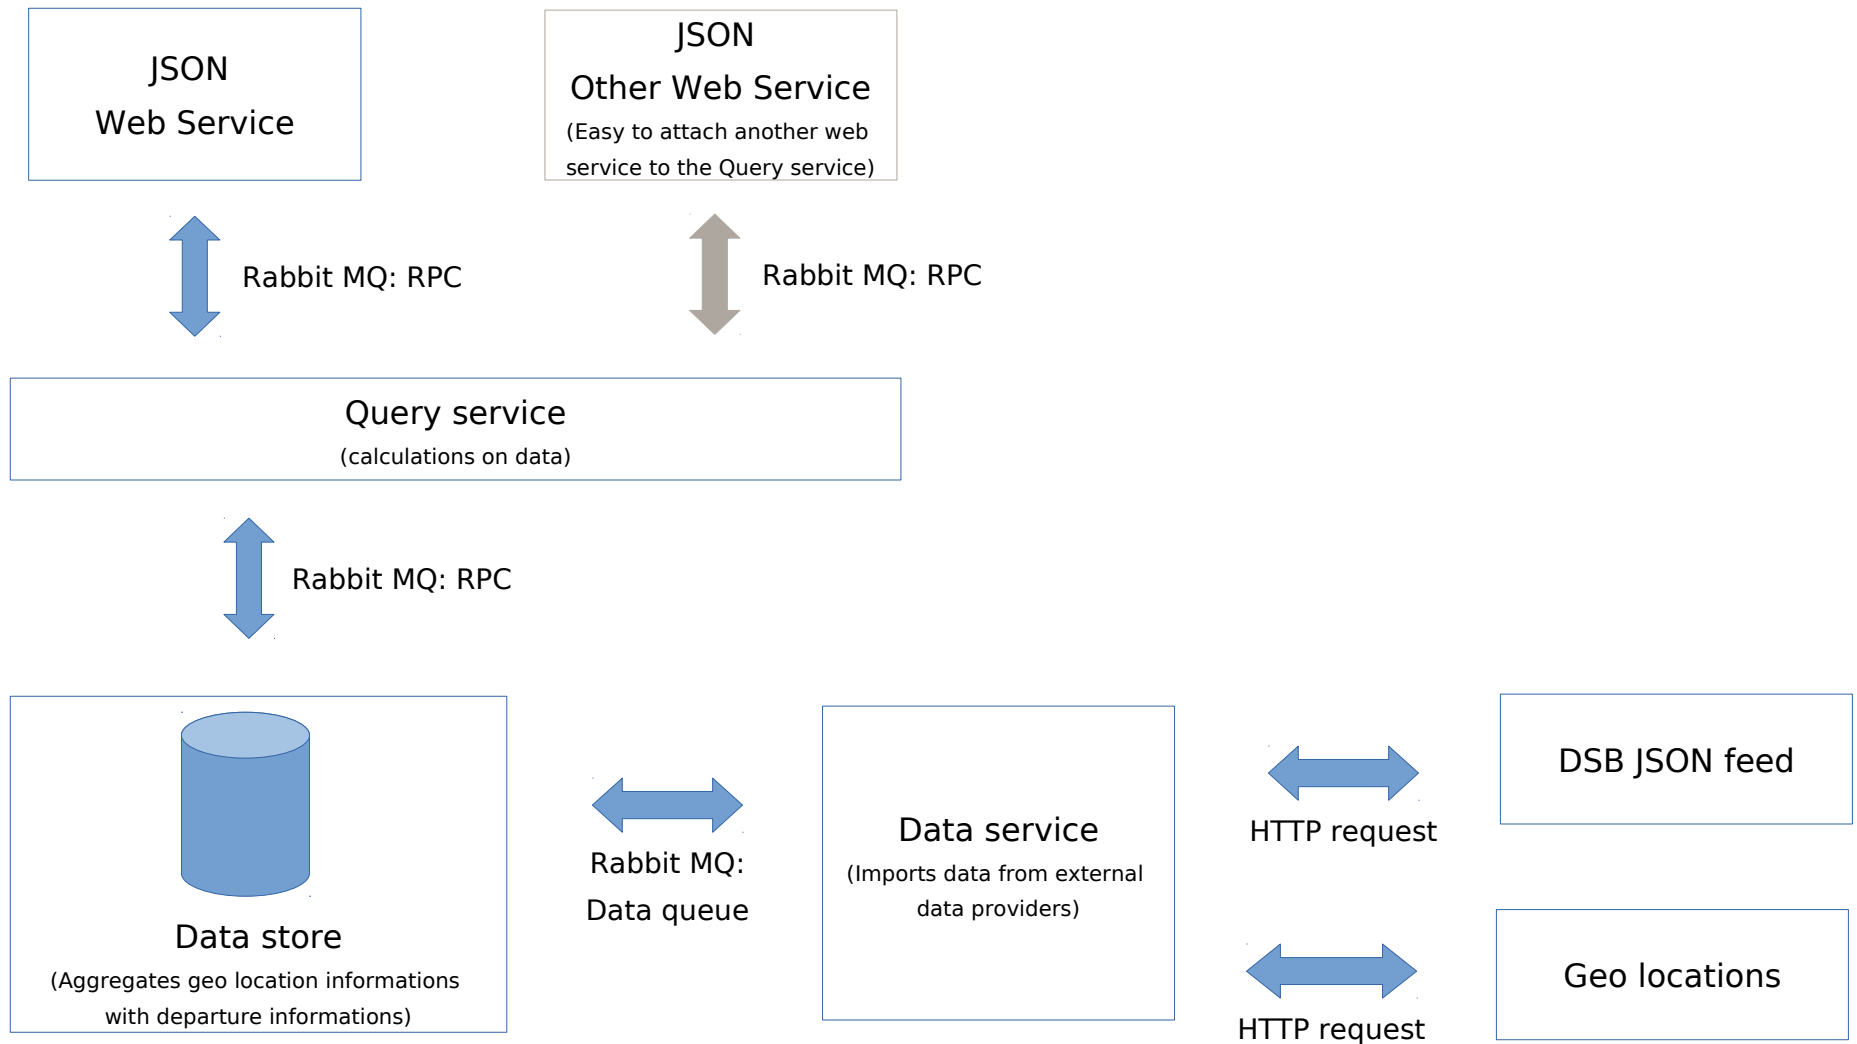 JSON
Web Service
JSON
Other Web Service
(Easy to attach another web
service to the Query service)
Rabbit MQ: RPC
Rabbit MQ: RPC
Query service
(calculations on data)
Rabbit MQ: RPC
Data store
(Aggregates geo location informations
with departure informations)
Rabbit MQ:
Data queue
Data service
(Imports data from external
data providers)
HTTP request
DSB JSON feed
HTTP request
Geo locations